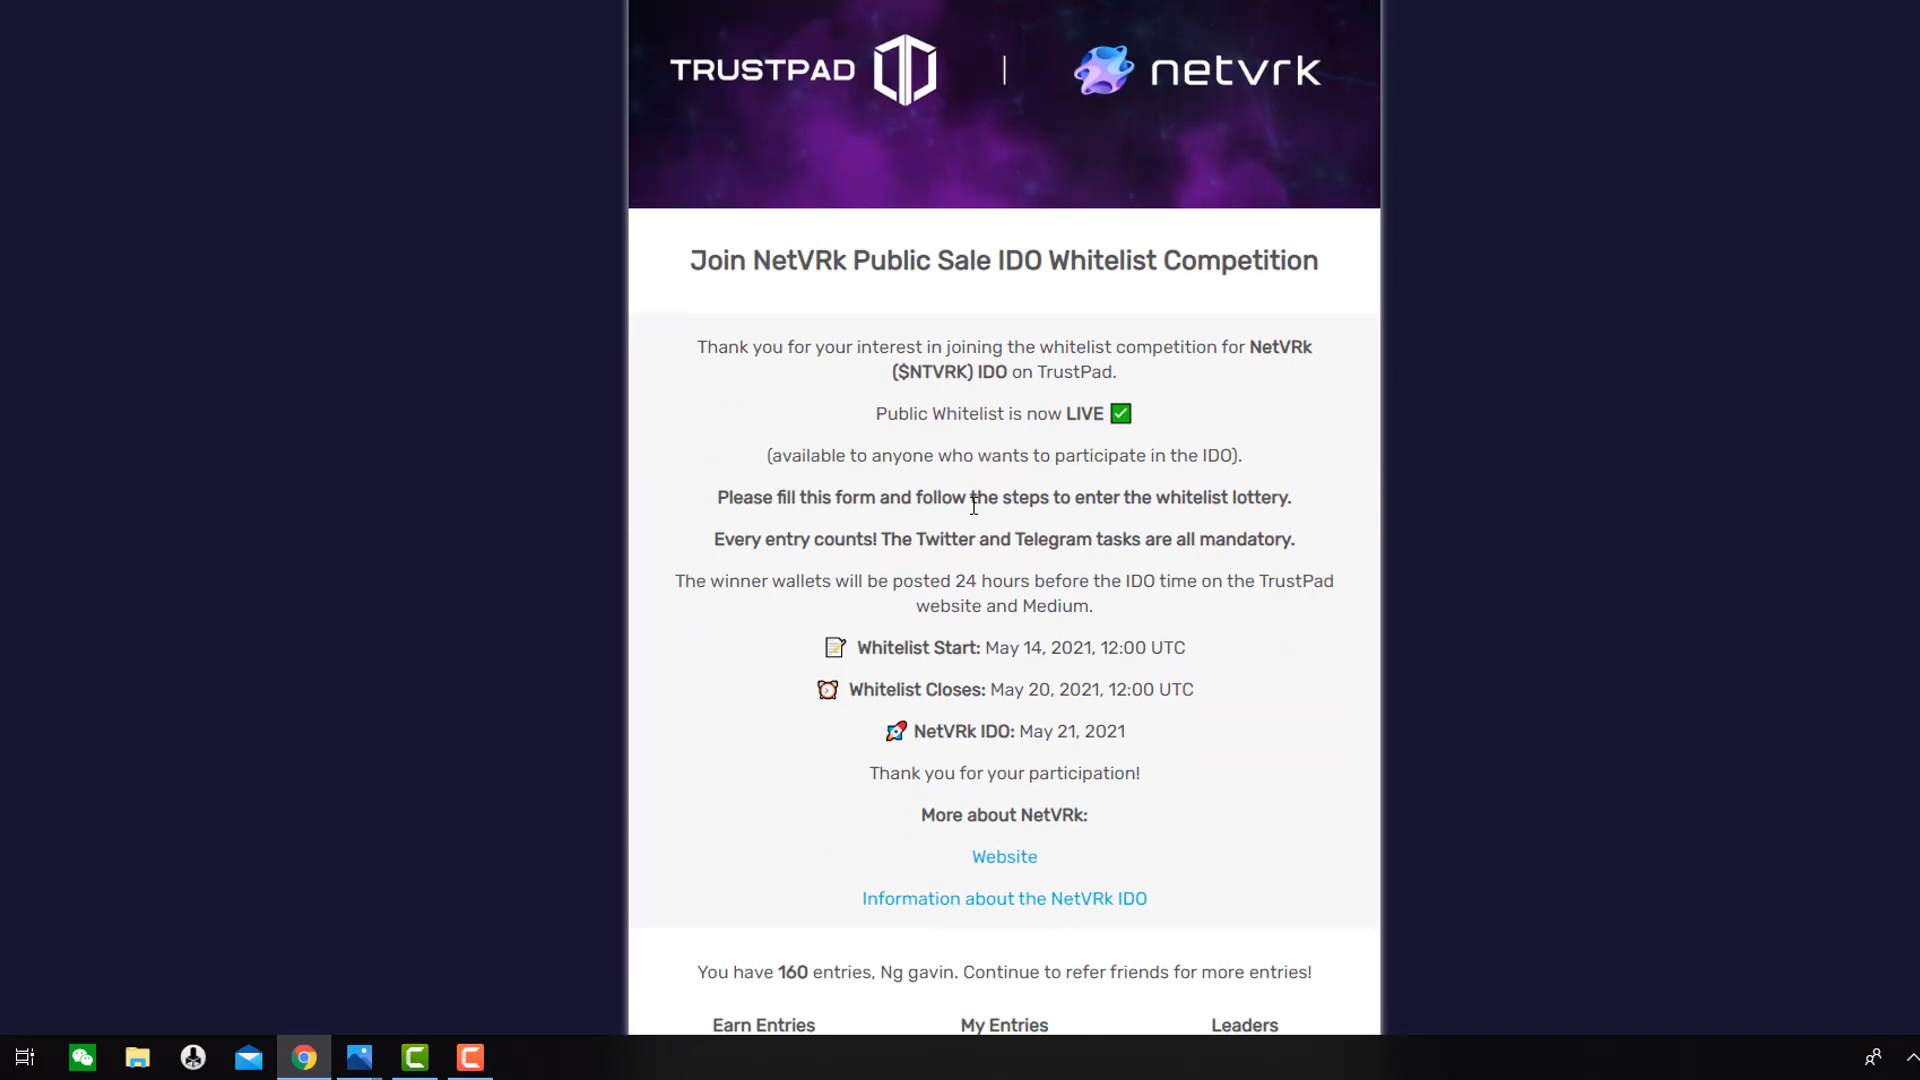 TRUSTPAD | netvrk
Join NetVRk Public Sale IDO Whitelist Competition
Thank you for your interest in joining the whitelist competition for NetVRk
($NTVRK) IDO on TrustPad.
Public Whitelist is now LIVE ✅
(available to anyone who wants to participate in the IDO).
Please fill this form and follow the steps to enter the whitelist lottery.
Every entry counts! The Twitter and Telegram tasks are all mandatory.
The winner wallets will be posted 24 hours before the IDO time on the TrustPad
website and Medium.
📝 Whitelist Start: May 14, 2021, 12:00 UTC
⏰ Whitelist Closes: May 20, 2021, 12:00 UTC
🚀 NetVRk IDO: May 21, 2021
Thank you for your participation!
More about NetVRk:
Website
Information about the NetVRk IDO
You have 160 entries, Ng gavin. Continue to refer friends for more entries!
Earn Entries My Entries Leaders